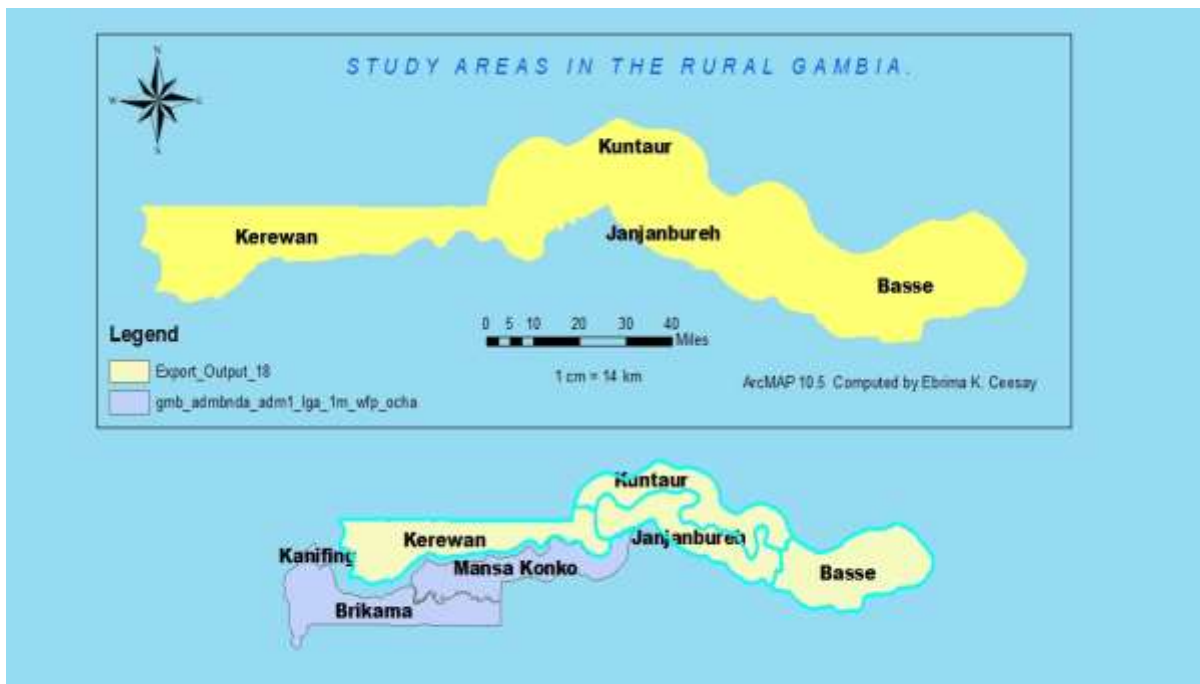 N
STUDY AREAS IN THE RURAL GAMBIA.
W
S
Kuntaur
Kerewan
Janjanbureh
Basse
Legend
0 5 10 20 30 40
Miles
Export_Output_18
1 cm = 14 km
ArcMAP 10.5 Computed by Ebrima K. Ceesay
gmb_admbnda_adm1_lga_1m_wfp_ocha
Kuntaur
Kerewan
Janjanbureh
Kanifing
Mansa Konko
Basse
Brikama